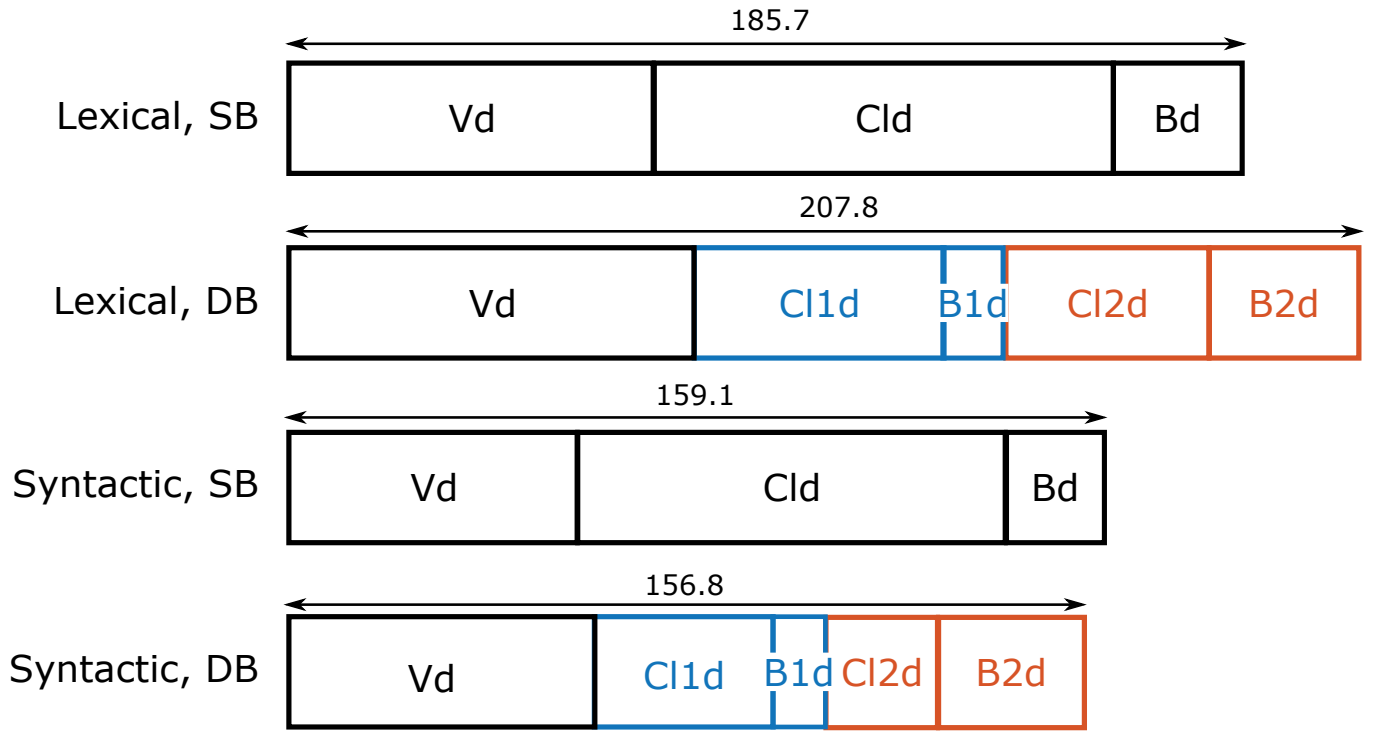 185.7
Lexical, SB Vd Cld Bd
207.8
Lexical, DB Vd Cl1d B1d Cl2d B2d
159.1
Syntactic, SB Vd Cld Bd
156.8
Syntactic, DB Vd Cl1d B1d Cl2d B2d